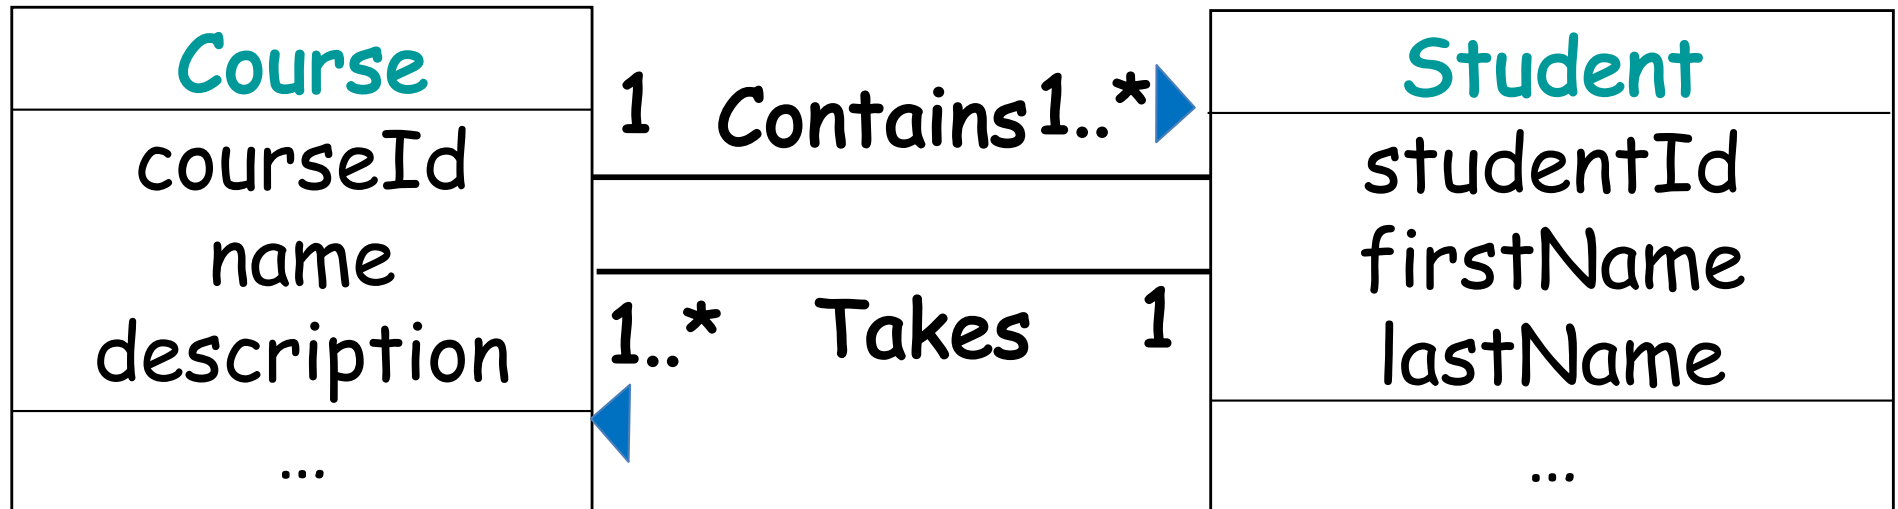 Course
courseId
name
description
...
1 Contains 1..*
1..* Takes 1
Student
studentId
firstName
lastName
...